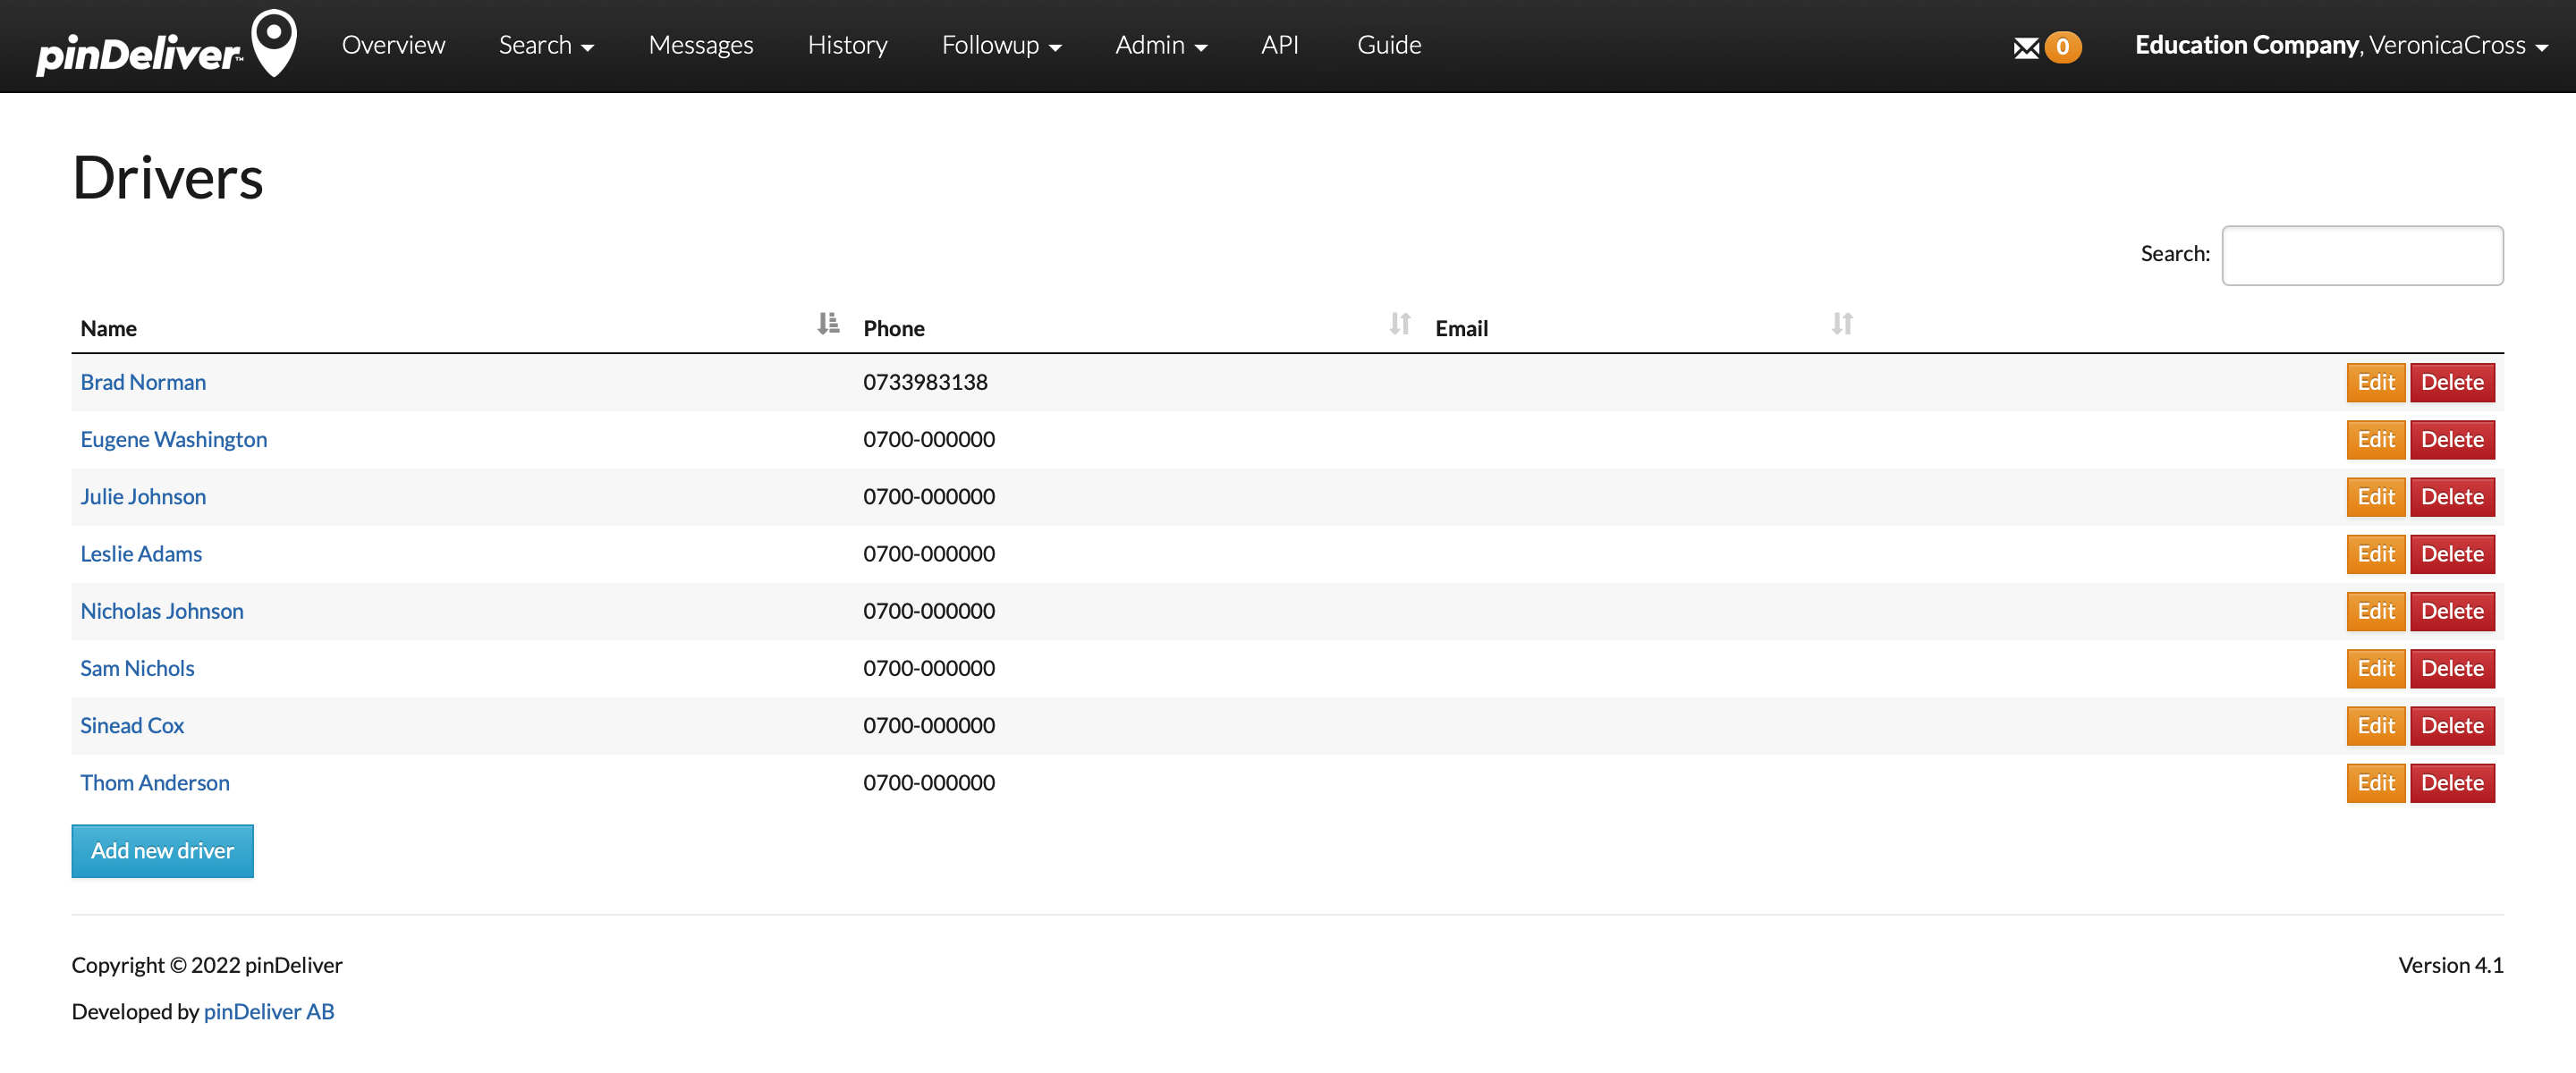 pinDeliver™ Overview Search Messages History Followup Admin API Guide 0 Education Company, VeronicaCross
Drivers
Search:
Name Phone Email
Brad Norman 0733983138 Edit Delete
Eugene Washington 0700-000000 Edit Delete
Julie Johnson 0700-000000 Edit Delete
Leslie Adams 0700-000000 Edit Delete
Nicholas Johnson 0700-000000 Edit Delete
Sam Nichols 0700-000000 Edit Delete
Sinead Cox 0700-000000 Edit Delete
Thom Anderson 0700-000000 Edit Delete
Add new driver
Copyright © 2022 pinDeliver Version 4.1
Developed by pinDeliver AB